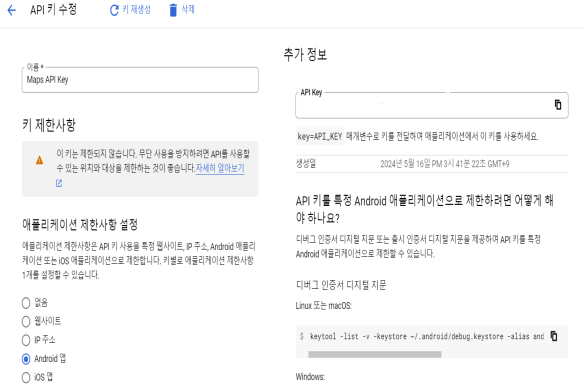 API 키 수정
키 재생성
삭제
이름 *
Maps API Key
키 제한사항
이 키는 제한되지 않습니다. 무단 사용을 방지하려면 API를 사용할
수 있는 위치와 대상을 제한하는 것이 좋습니다.자세히 알아보기
애플리케이션 제한사항 설정
애플리케이션 제한사항은 API 키 사용을 특정 웹사이트, IP 주소, Android 애플리
케이션 또는 iOS 애플리케이션으로 제한합니다. 키별로 애플리케이션 제한사항
1개를 설정할 수 있습니다.
없음
웹사이트
IP 주소
Android 앱
iOS 앱
추가 정보
API Key
key=API_KEY 매개변수로 키를 전달하여 애플리케이션에서 이 키를 사용하세요.
생성일 2024년 5월 16일 PM 3시 41분 22초 GMT+9
API 키를 특정 Android 애플리케이션으로 제한하려면 어떻게 해
야 하나요?
디버그 인증서 디지털 지문 또는 출시 인증서 디지털 지문을 제공하여 API 키를 특정
Android 애플리케이션으로 제한할 수 있습니다.
디버그 인증서 디지털 지문
Linux 또는 macOS:
$ keytool -list -v -keystore ~/.android/debug.keystore -alias and
Windows: